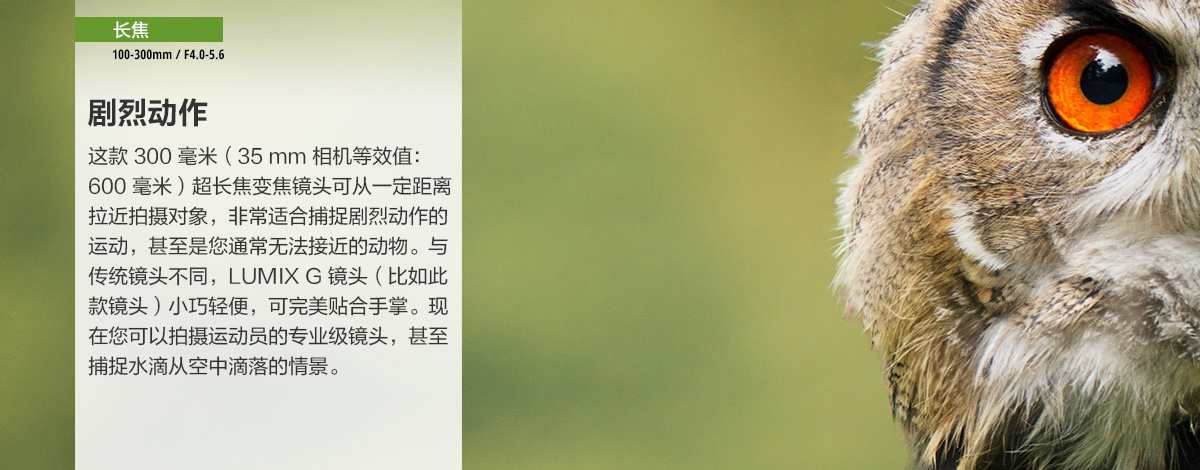 长焦
100-300mm / F4.0-5.6
剧烈动作
这款 300 毫米（35 mm 相机等效值：
600 毫米）超长焦变焦镜头可从一定距离
拉近拍摄对象，非常适合捕捉剧烈动作的
运动，甚至是您通常无法接近的动物。与
传统镜头不同，LUMIX G 镜头（比如此
款镜头）小巧轻便，可完美贴合手掌。现
在您可以拍摄运动员的专业级镜头，甚至
捕捉水滴从空中滴落的情景。